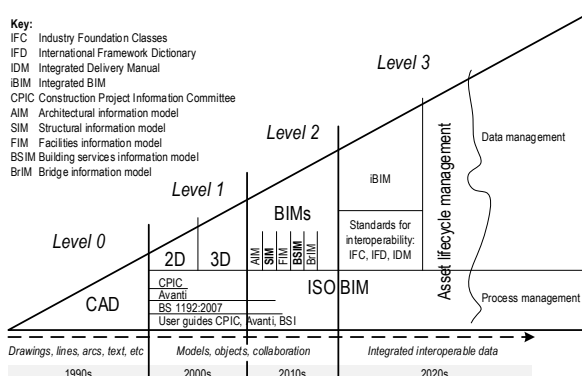 Key:
IFC Industry Foundation Classes
IFD International Framework Dictionary
IDM Integrated Delivery Manual
iBIM Integrated BIM
CPIC Construction Project Information Committee
AIM Architectural information model
SIM Structural information model
FIM Facilities information model
BSIM Building services information model
BrIM Bridge information model
Level 0
Level 1
Level 2
Level 3
CAD
2D
3D
BIMs
AIM
SIM
FIM
BSIM
BrIM
iBIM
Standards for
interoperability:
IFC, IFD, IDM
Asset lifecycle management
Data management
Process management
CPIC
Avanti
BS 1192:2007
User guides CPIC, Avanti, BSI
ISO BIM
Drawings, lines, arcs, text, etc
Models, objects, collaboration
Integrated interoperable data
1990s
2000s
2010s
2020s